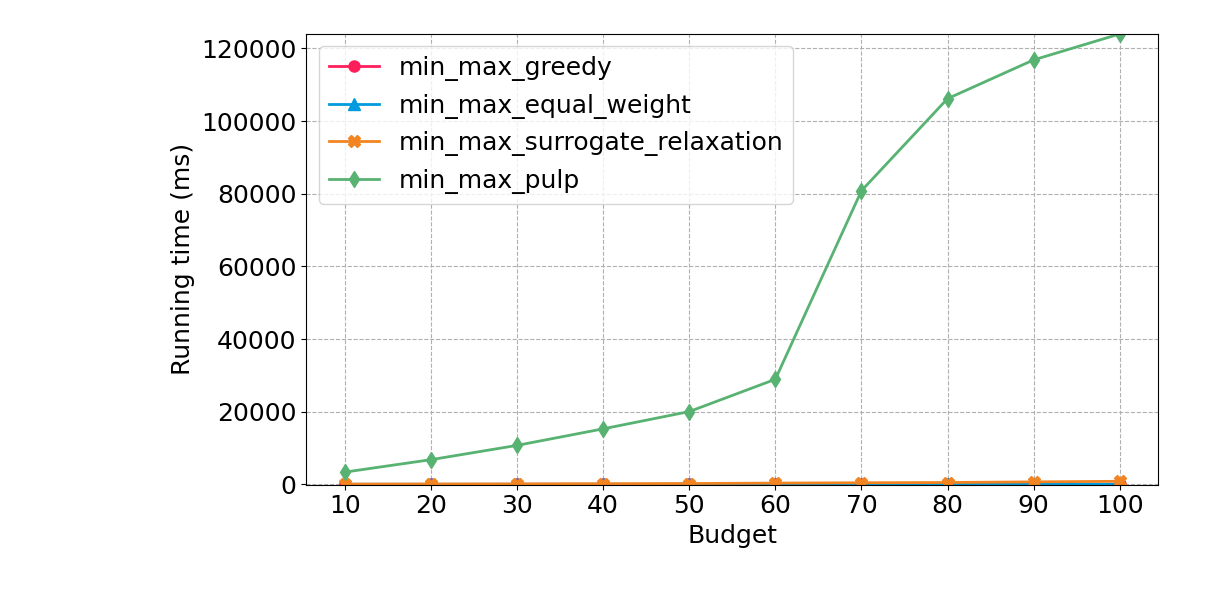 120000
100000
80000
60000
40000
20000
0
Running time (ms)
min_max_greedy
min_max_equal_weight
min_max_surrogate_relaxation
min_max_pulp
10 20 30 40 50 60 70 80 90 100
Budget